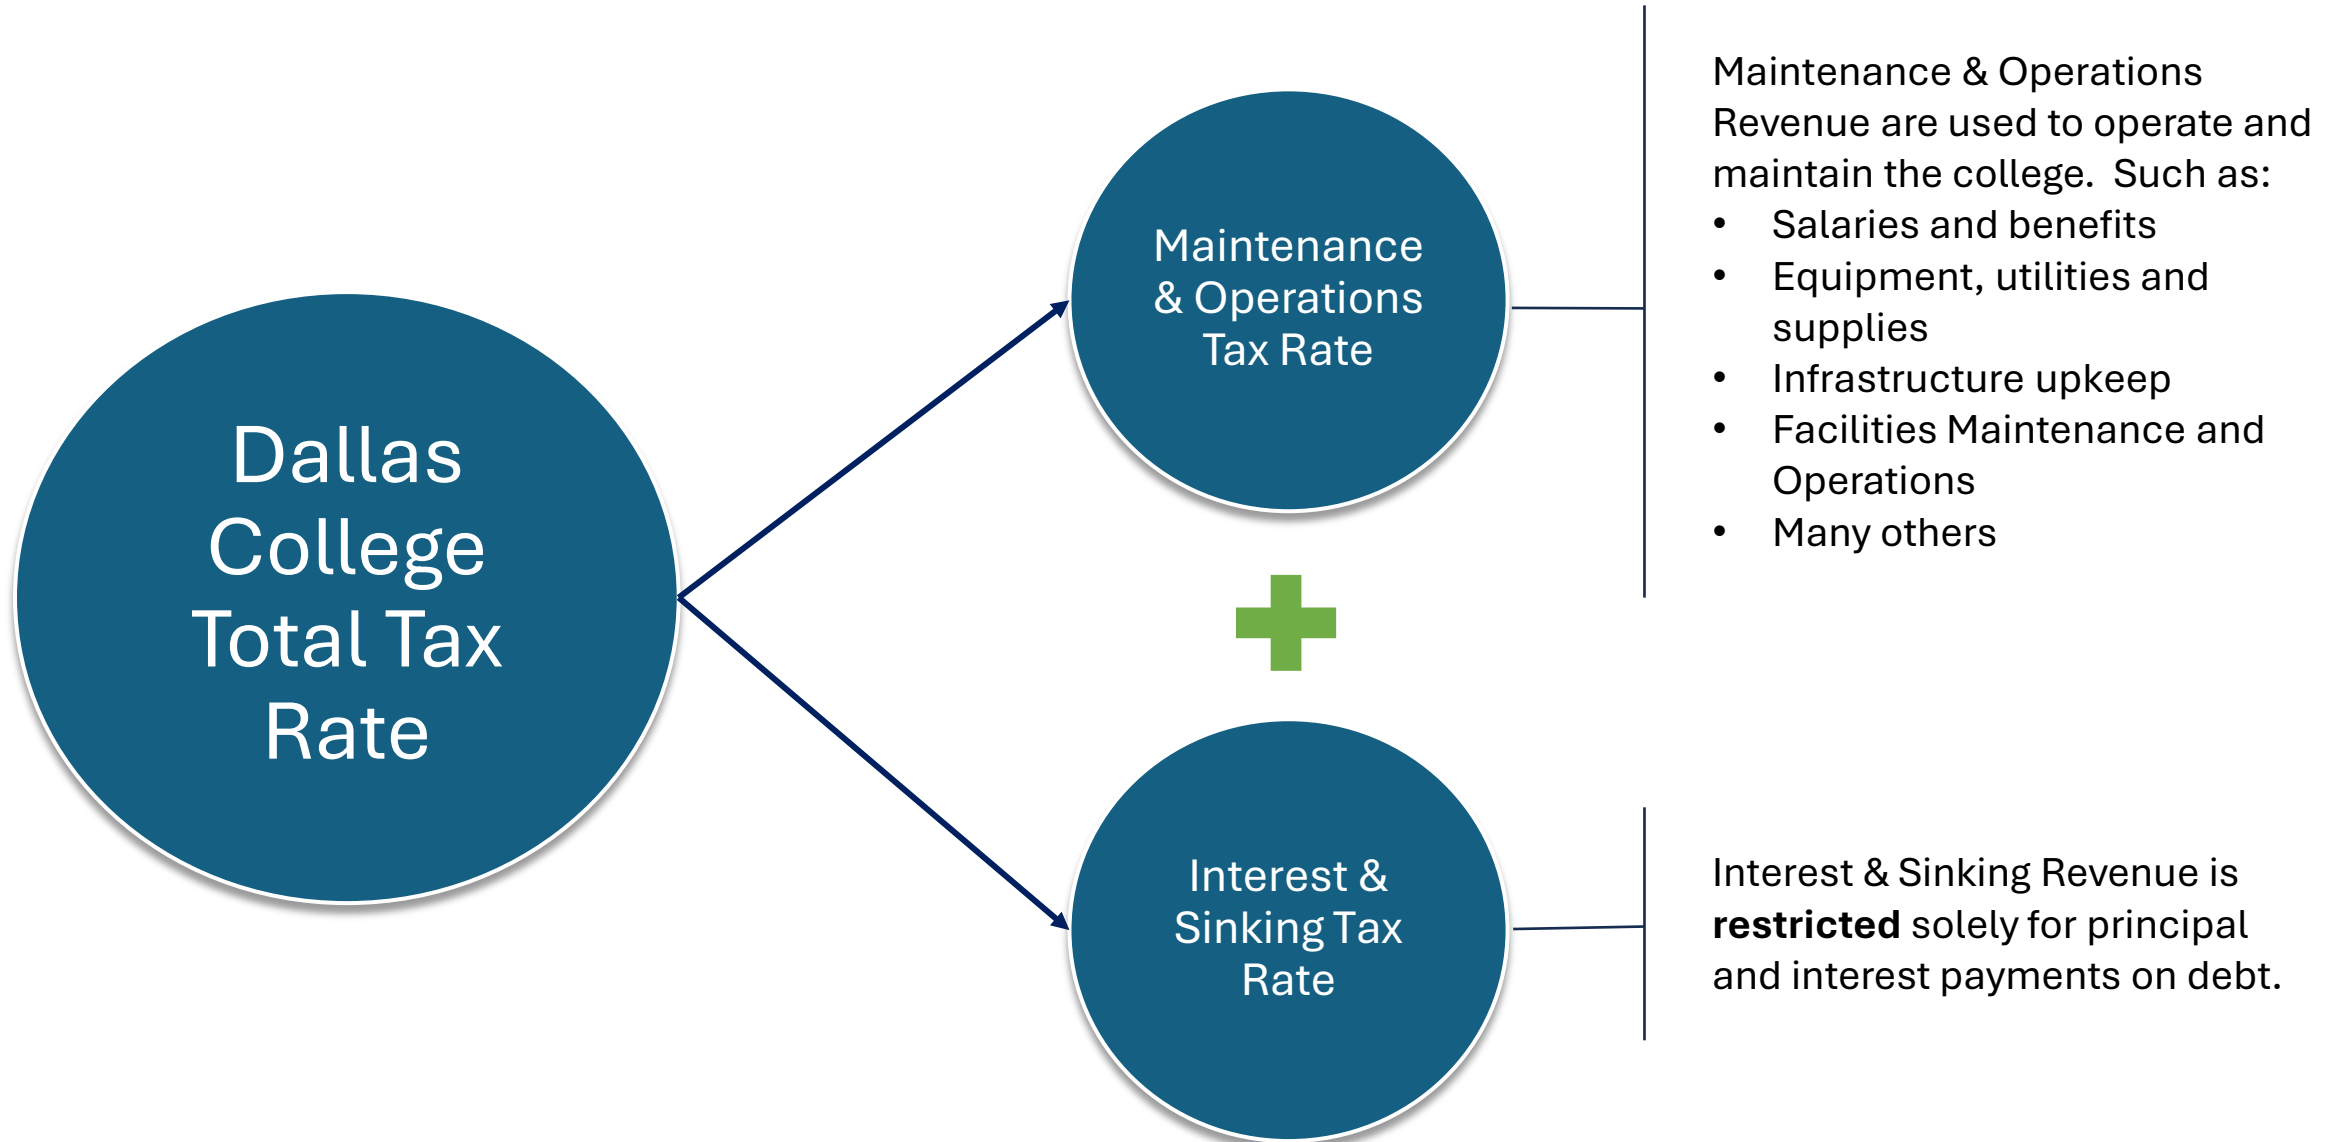 Dallas
College
Total Tax
Rate
Maintenance
& Operations
Tax Rate
Interest &
Sinking Tax
Rate
Maintenance & Operations
Revenue are used to operate and
maintain the college.  Such as:
• Salaries and benefits
• Equipment, utilities and
supplies
• Infrastructure upkeep
• Facilities Maintenance and
Operations
• Many others
Interest & Sinking Revenue is
restricted solely for principal
and interest payments on debt.